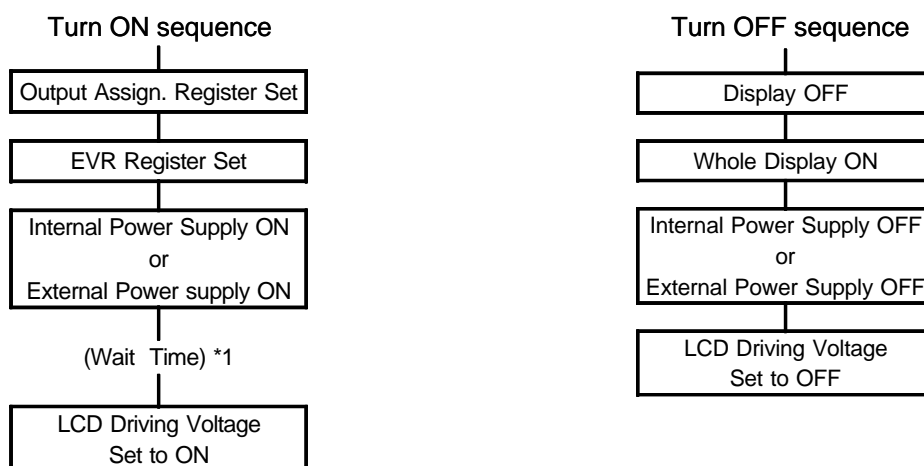 Turn ON sequence
Output Assign. Register Set
EVR Register Set
Internal Power Supply ON
or
External Power supply ON
(Wait Time) *1
LCD Driving Voltage
Set to ON
Turn OFF sequence
Display OFF
Whole Display ON
Internal Power Supply OFF
or
External Power Supply OFF
LCD Driving Voltage
Set to OFF